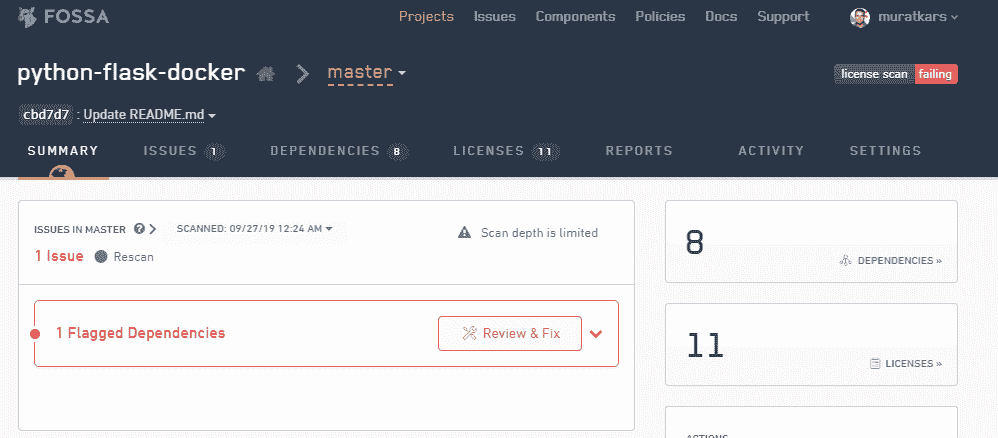 FOSSA
Projects Issues Components Policies Docs Support muratkars
python-flask-docker master license scan failing
cbd7d7 : Update README.md
SUMMARY ISSUES 1 DEPENDENCIES 8 LICENSES 11 REPORTS ACTIVITY SETTINGS
ISSUES IN MASTER ? SCANNED: 09/27/19 12:24 AM
Scan depth is limited
1 Issue Rescan
1 Flagged Dependencies Review & Fix
8
DEPENDENCIES »
11
LICENSES »